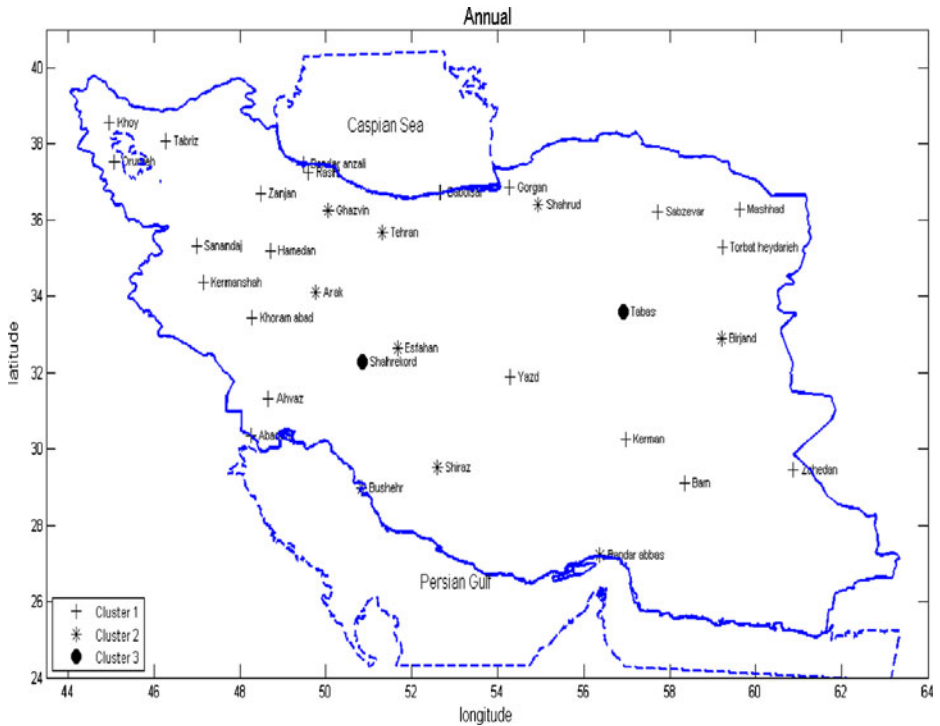 Annual
40
38
36
34
32
30
28
26
24
latitude
Caspian Sea
Khoy
Tabriz
Bandar anzali
Rasht
Zanjan
Gorgan
Ghazvin
Shahrud
Sabzevar
Mashhad
Tehran
Sanandaj
Hamedan
Torbat heydarieh
Kermanshah
Arak
Khoram abad
Tabas
Birjand
Esfahan
Shahrekord
Yazd
Ahvaz
Kerman
Shiraz
Bushehr
Bam
Zahedan
Bandar abbas
Persian Gulf
Cluster 1
Cluster 2
Cluster 3
44
46
48
50
52
54
56
58
60
62
64
longitude